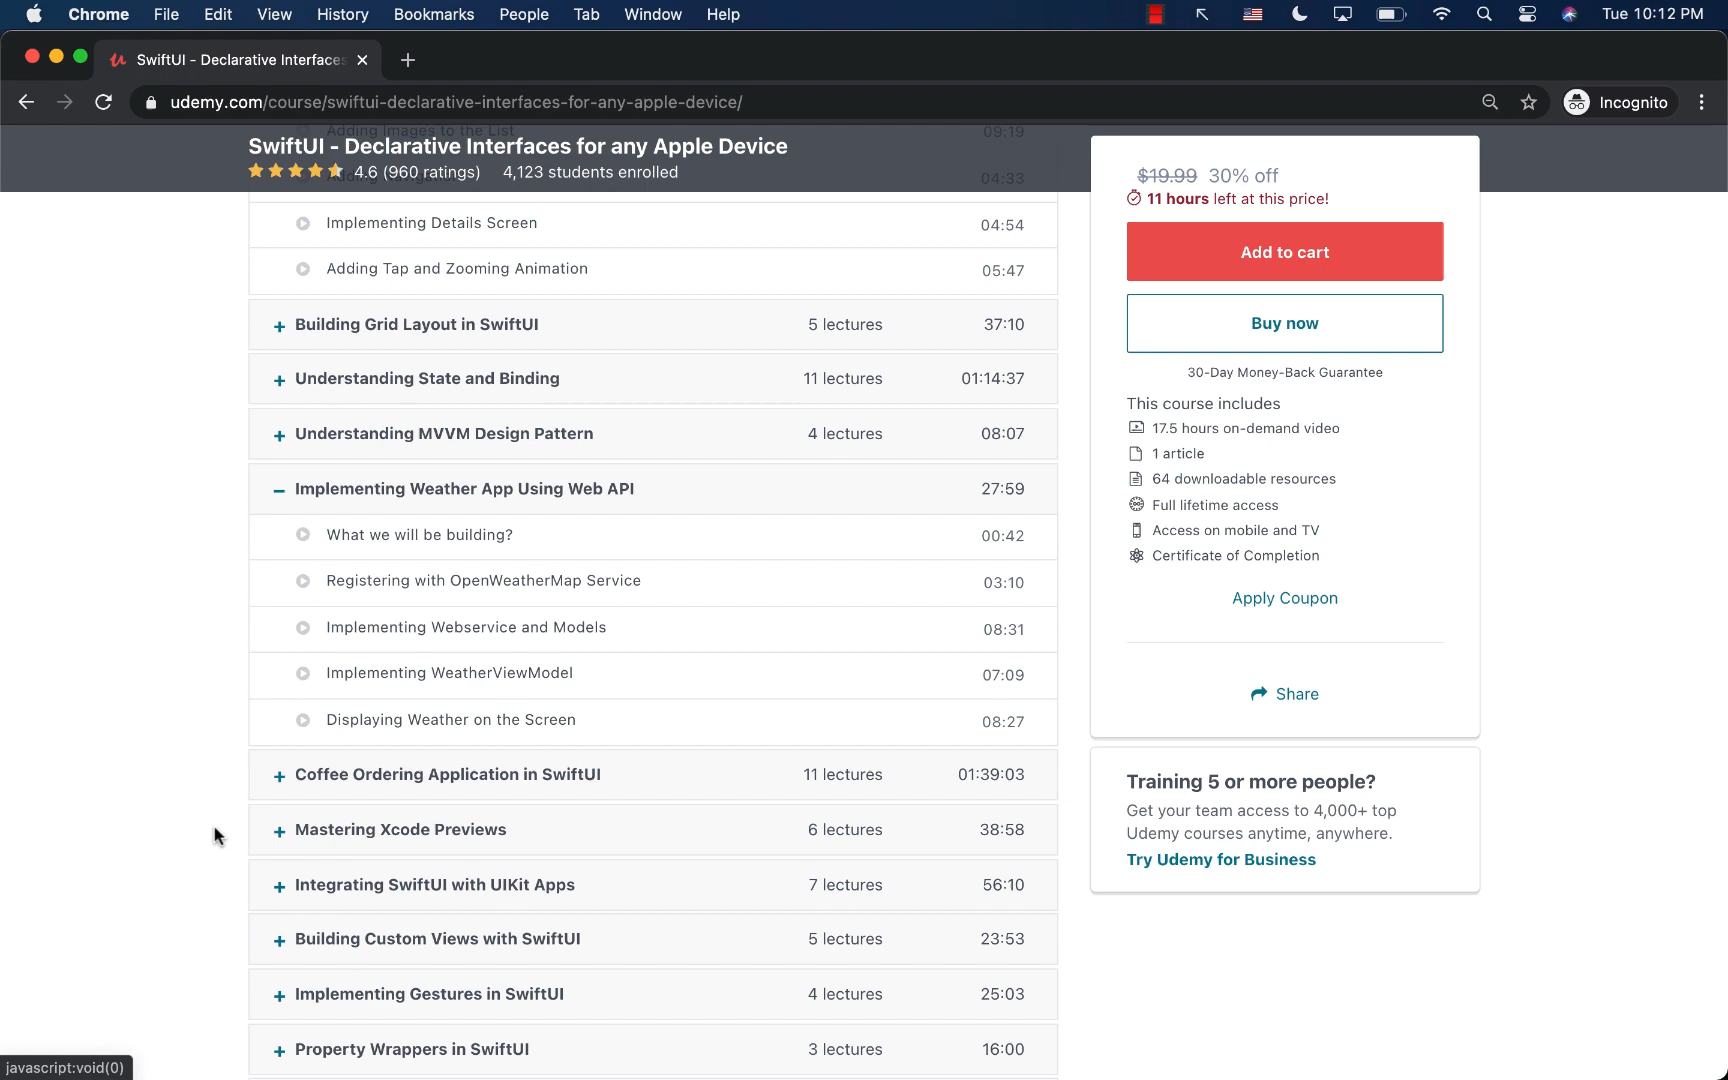 Chrome File Edit View History Bookmarks People Tab Window Help Tue 10:12 PM
SwiftUI - Declarative Interfaces
udemy.com/course/swiftui-declarative-interfaces-for-any-apple-device/ Incognito
Adding Images to the List 09:19
SwiftUI - Declarative Interfaces for any Apple Device
4.6 (960 ratings) 4,123 students enrolled
04:33
Implementing Details Screen 04:54
Adding Tap and Zooming Animation 05:47
+ Building Grid Layout in SwiftUI 5 lectures 37:10
+ Understanding State and Binding 11 lectures 01:14:37
+ Understanding MVVM Design Pattern 4 lectures 08:07
− Implementing Weather App Using Web API 27:59
What we will be building? 00:42
Registering with OpenWeatherMap Service 03:10
Implementing Webservice and Models 08:31
Implementing WeatherViewModel 07:09
Displaying Weather on the Screen 08:27
+ Coffee Ordering Application in SwiftUI 11 lectures 01:39:03
+ Mastering Xcode Previews 6 lectures 38:58
+ Integrating SwiftUI with UIKit Apps 7 lectures 56:10
+ Building Custom Views with SwiftUI 5 lectures 23:53
+ Implementing Gestures in SwiftUI 4 lectures 25:03
+ Property Wrappers in SwiftUI 3 lectures 16:00
$19.99 30% off
11 hours left at this price!
Add to cart
Buy now
30-Day Money-Back Guarantee
This course includes
17.5 hours on-demand video
1 article
64 downloadable resources
Full lifetime access
Access on mobile and TV
Certificate of Completion
Apply Coupon
Share
Training 5 or more people?
Get your team access to 4,000+ top
Udemy courses anytime, anywhere.
Try Udemy for Business
javascript:void(0)